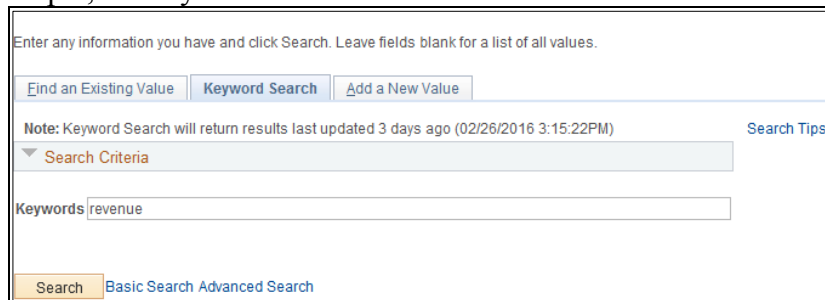 Enter any information you have and click Search. Leave fields blank for a list of all values.
Find an Existing Value Keyword Search Add a New Value
Note: Keyword Search will return results last updated 3 days ago (02/26/2016 3:15:22PM) Search Tips
Search Criteria
Keywords revenue
Search Basic Search Advanced Search